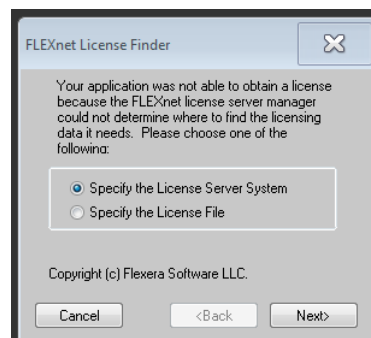 FLEXnet License Finder
Your application was not able to obtain a license
because the FLEXnet license server manager
could not determine where to find the licensing
data it needs.  Please choose one of the
following:
Specify the License Server System
Specify the License File
Copyright (c) Flexera Software LLC.
Cancel
<Back
Next>